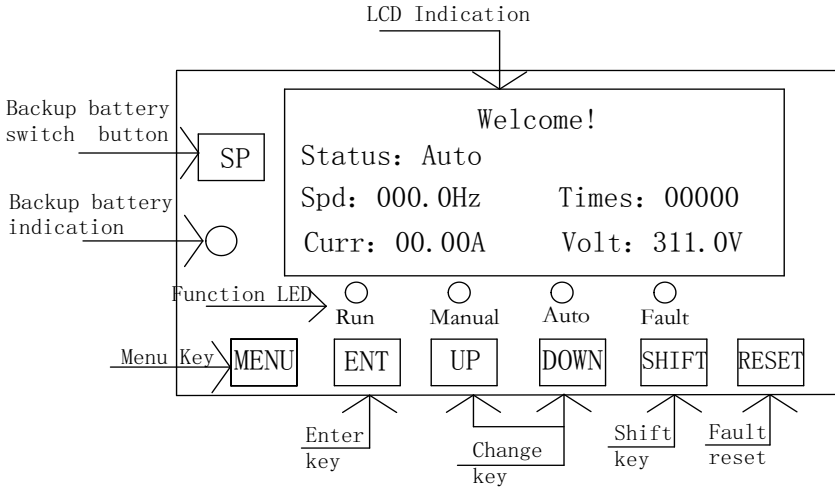 LCD Indication
Backup battery
switch button
SP
Welcome!
Status: Auto
Spd: 000.0Hz Times: 00000
Curr: 00.00A Volt: 311.0V
Backup battery
indication
Function LED
Run Manual Auto Fault
Menu Key
MENU ENT UP DOWN SHIFT RESET
Enter
key
Change
key
Shift
key
Fault
reset